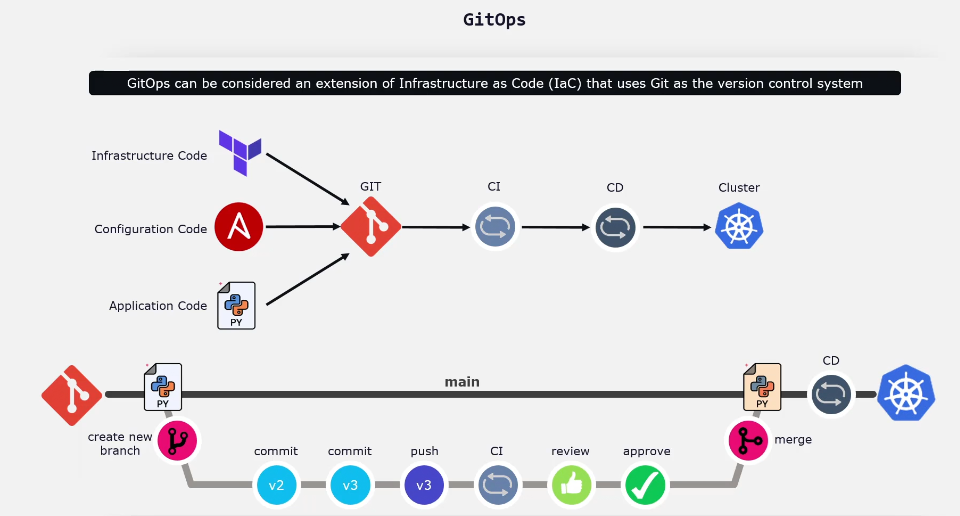 GitOps
GitOps can be considered an extension of Infrastructure as Code (IaC) that uses Git as the version control system
Infrastructure Code
GIT
CI
CD
Cluster
Configuration Code
Application Code
PY
main
CD
PY
PY
create new
branch
merge
commit
commit
push
CI
review
approve
v2
v3
v3